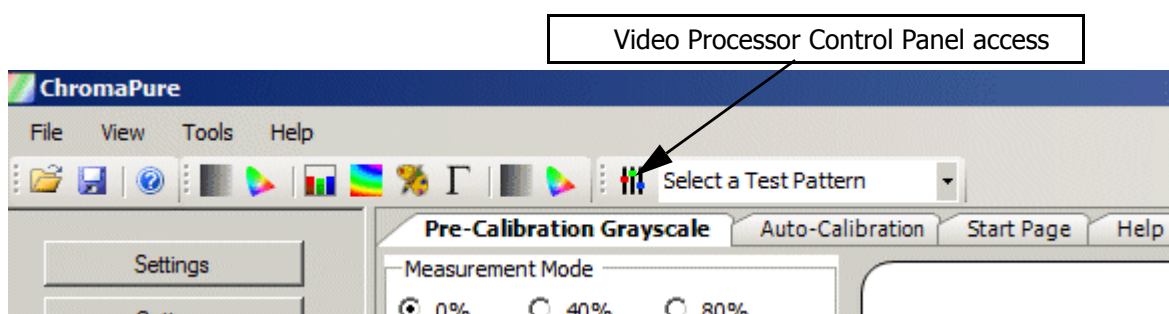 Video Processor Control Panel access
ChromaPure
File View Tools Help
Select a Test Pattern
Pre-Calibration Grayscale Auto-Calibration Start Page Help
Settings
Measurement Mode
0% 40% 80%